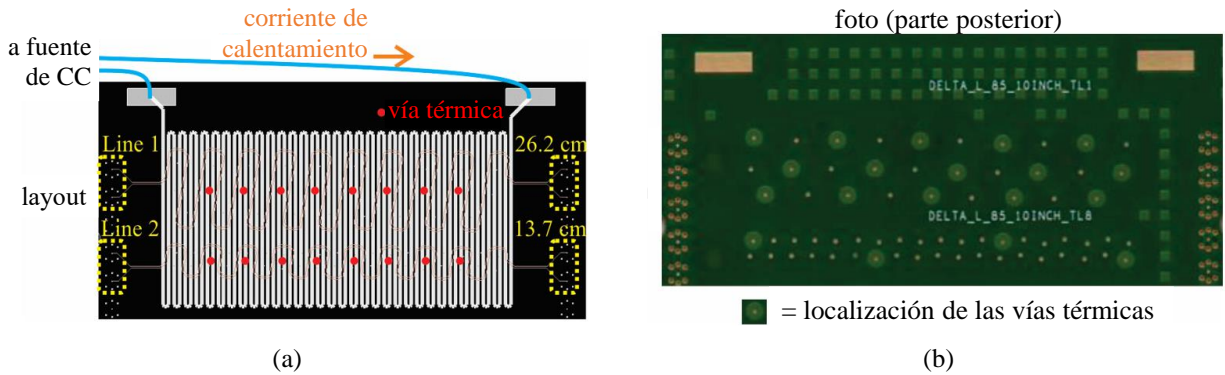 corriente de
calentamiento
a fuente
de CC
vía térmica
Line 1
26.2 cm
layout
Line 2
13.7 cm
(a)
foto (parte posterior)
DELTA_L_85_10INCH_TL1
DELTA_L_85_10INCH_TL8
= localización de las vías térmicas
(b)